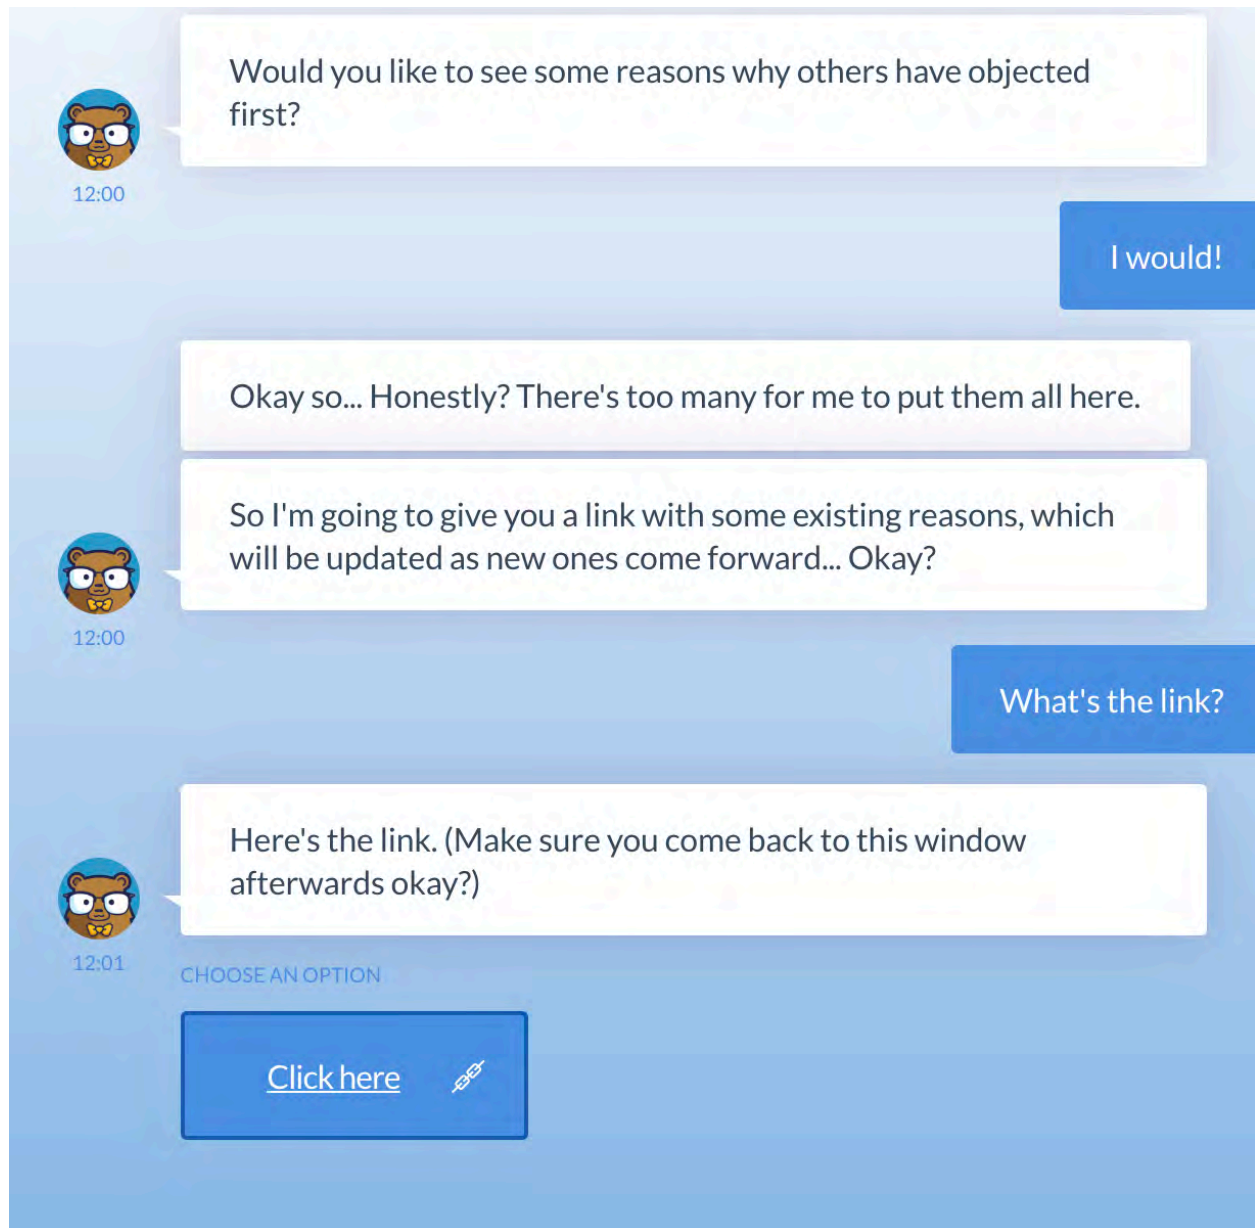 Would you like to see some reasons why others have objected
first?
12:00
I would!
Okay so... Honestly? There's too many for me to put them all here.
So I'm going to give you a link with some existing reasons, which
will be updated as new ones come forward... Okay?
12:00
What's the link?
Here's the link. (Make sure you come back to this window
afterwards okay?)
12:01
CHOOSE AN OPTION
Click here